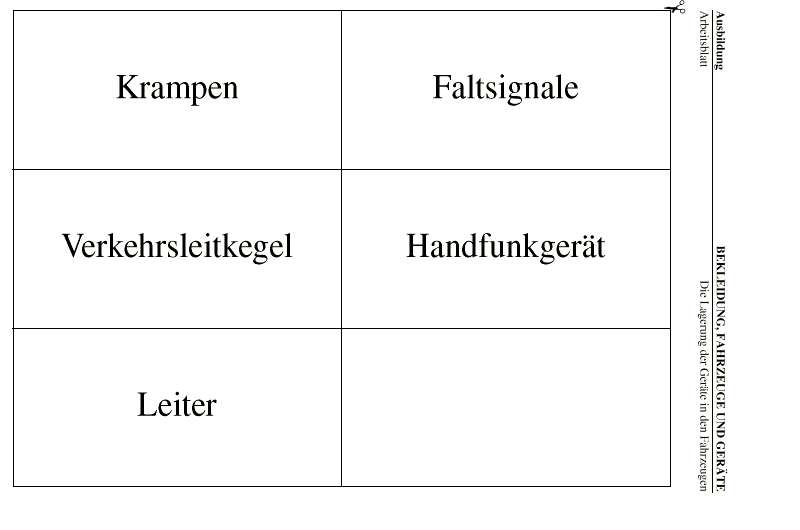 Krampen
Faltsignale
Verkehrsleitkegel
Handfunkgerät
Leiter
Ausbildung
Arbeitsblatt
BEKLEIDUNG, FAHRZEUGE UND GERÄTE
Die Lagerung der Geräte in den Fahrzeugen